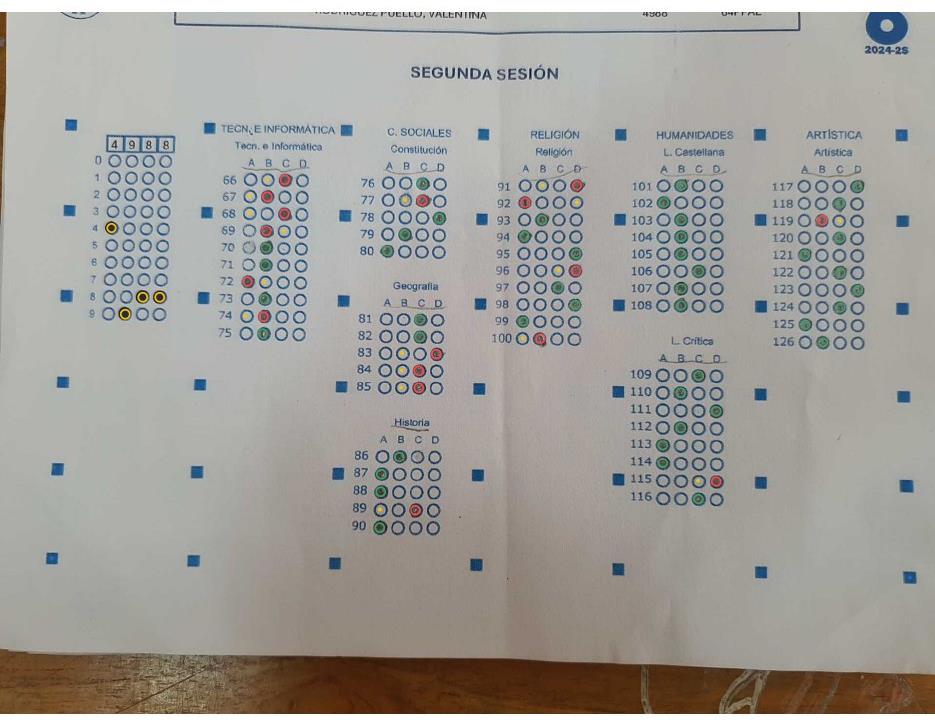 RODRIGUEZ PUELLO, VALENTINA 4988
2024-2S
SEGUNDA SESIÓN
4 9 8 8
0
1
2
3
4
5
6
7
8
9
TECN. E INFORMÁTICA
Tecn. e Informática
A B C D
66
67
68
69
70
71
72
73
74
75
C. SOCIALES
Constitución
A B C D
76
77
78
79
80
Geografia
A B C D
81
82
83
84
85
Historia
A B C D
86
87
88
89
90
RELIGIÓN
Religión
A B C D
91
92
93
94
95
96
97
98
99
100
HUMANIDADES
L. Castellana
A B C D
101
102
103
104
105
106
107
108
L. Crítica
A B C D
109
110
111
112
113
114
115
116
ARTÍSTICA
Artística
A B C D
117
118
119
120
121
122
123
124
125
126